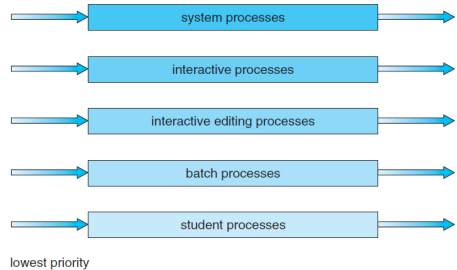 system processes
interactive processes
interactive editing processes
batch processes
student processes
lowest priority